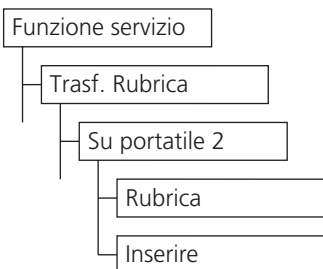 Funzione servizio
Trasf. Rubrica
Su portatile 2
Rubrica
Inserire